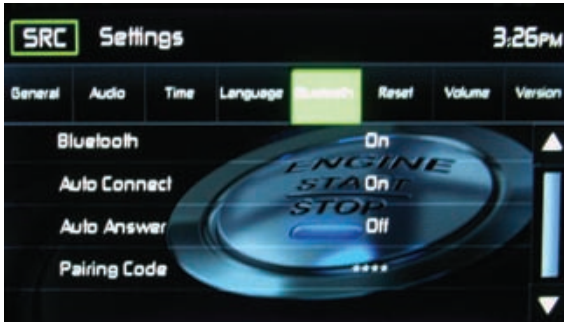 SRC Settings 3:26PM
General Audio Time Language Bluetooth Reset Volume Version
Bluetooth On
ENGINE
Auto Connect On
START
Auto Answer Off
STOP
Pairing Code ****